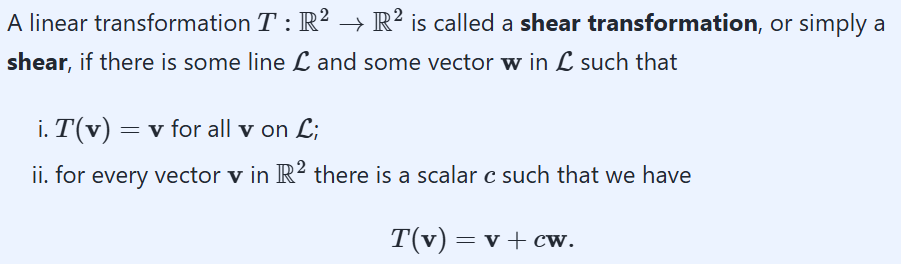 A linear transformation T : ℝ² → ℝ² is called a shear transformation, or simply a
shear, if there is some line ℒ and some vector w in ℒ such that
i. T(v) = v for all v on ℒ;
ii. for every vector v in ℝ² there is a scalar c such that we have
T(v) = v + cw.